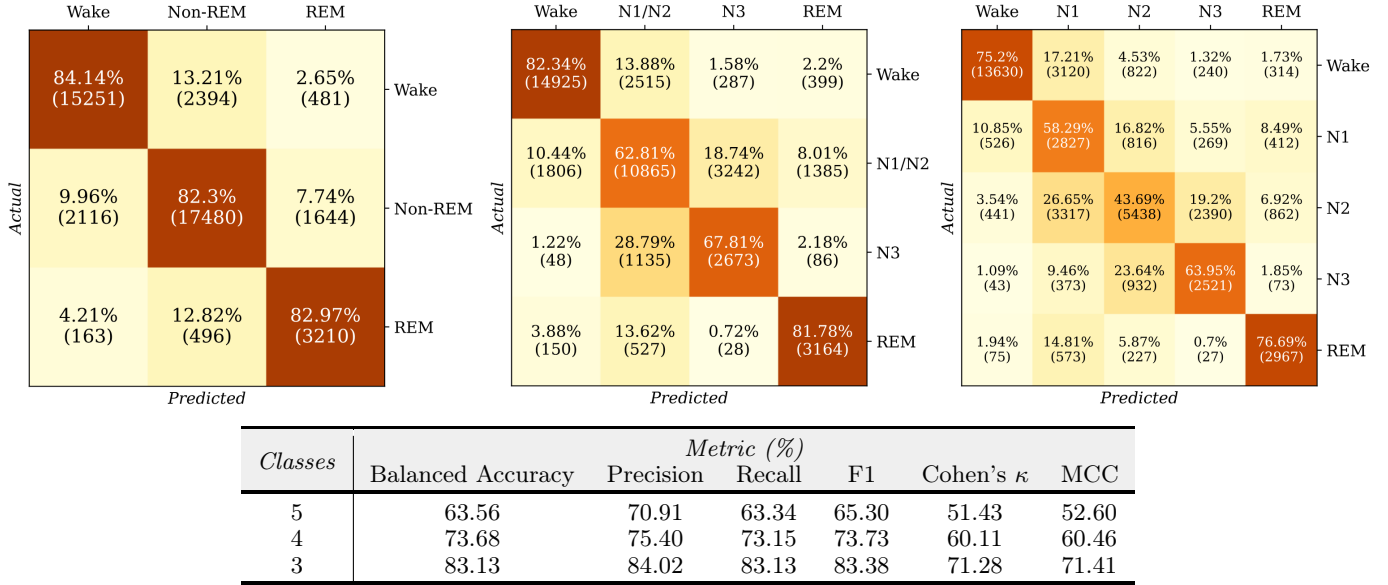 Wake Non-REM REM
84.14% 13.21% 2.65% Wake
(15251) (2394) (481)
9.96% 82.3% 7.74% Non-REM
(2116) (17480) (1644)
4.21% 12.82% 82.97% REM
(163) (496) (3210)
Actual
Predicted
Wake N1/N2 N3 REM
82.34% 13.88% 1.58% 2.2% Wake
(14925) (2515) (287) (399)
10.44% 62.81% 18.74% 8.01% N1/N2
(1806) (10865) (3242) (1385)
1.22% 28.79% 67.81% 2.18% N3
(48) (1135) (2673) (86)
3.88% 13.62% 0.72% 81.78% REM
(150) (527) (28) (3164)
Actual
Predicted
Wake N1 N2 N3 REM
75.2% 17.21% 4.53% 1.32% 1.73% Wake
(13630) (3120) (822) (240) (314)
10.85% 58.29% 16.82% 5.55% 8.49% N1
(526) (2827) (816) (269) (412)
3.54% 26.65% 43.69% 19.2% 6.92% N2
(441) (3317) (5438) (2390) (862)
1.09% 9.46% 23.64% 63.95% 1.85% N3
(43) (373) (932) (2521) (73)
1.94% 14.81% 5.87% 0.7% 76.69% REM
(75) (573) (227) (27) (2967)
Actual
Predicted
Classes Metric (%)
Balanced Accuracy Precision Recall F1 Cohen's κ MCC
5 63.56 70.91 63.34 65.30 51.43 52.60
4 73.68 75.40 73.15 73.73 60.11 60.46
3 83.13 84.02 83.13 83.38 71.28 71.41